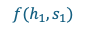 f(h₁, s₁)